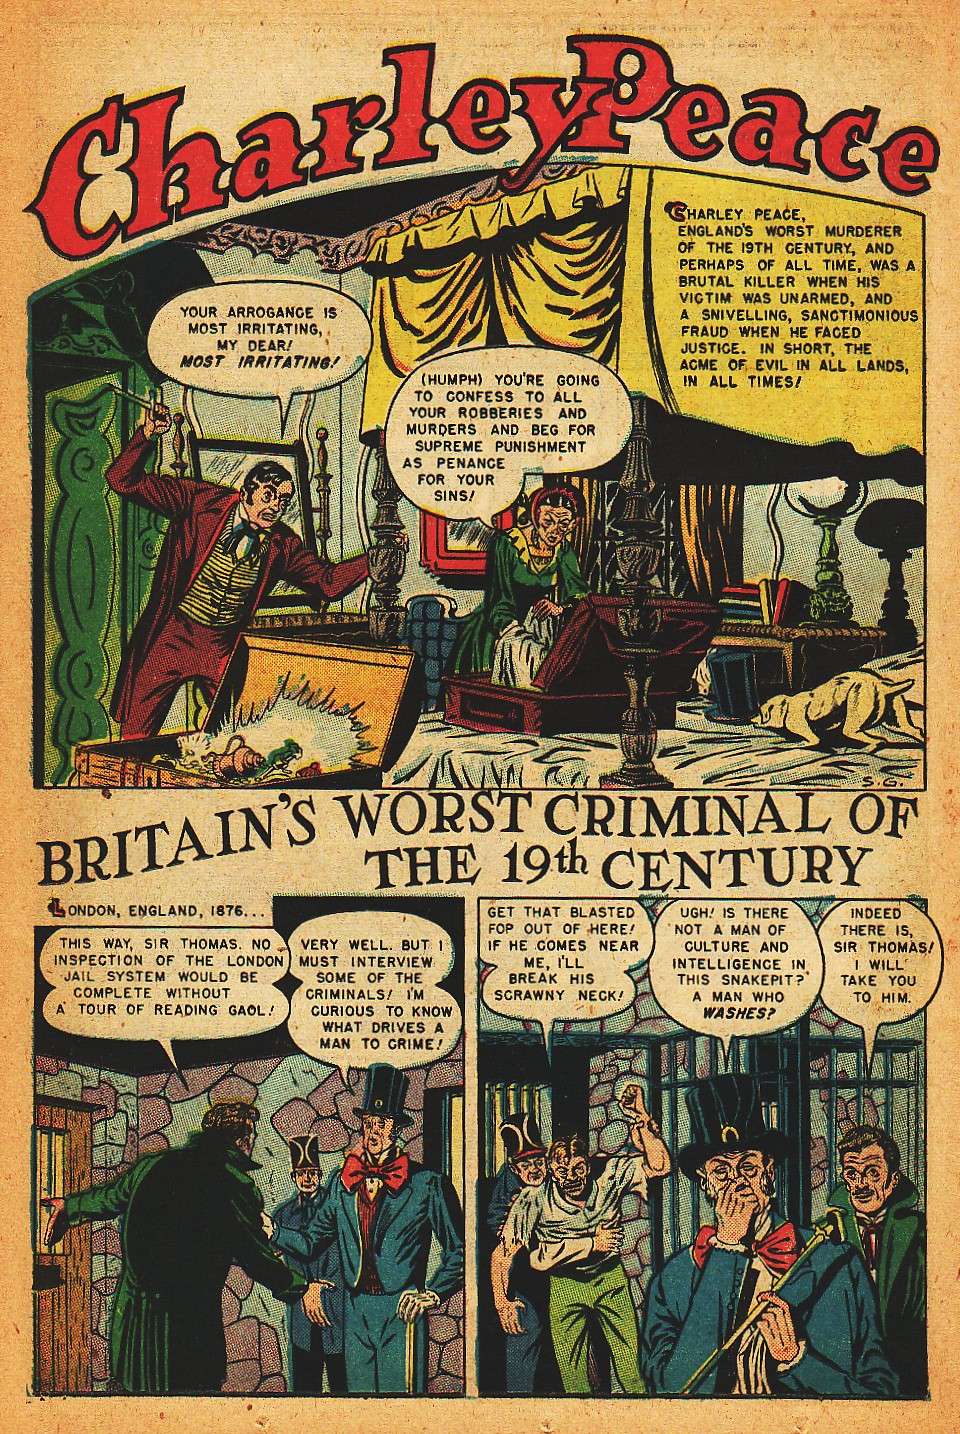 Charley Peace
CHARLEY PEACE,
ENGLAND'S WORST MURDERER
OF THE 19TH CENTURY, AND
PERHAPS OF ALL TIME, WAS A
BRUTAL KILLER WHEN HIS
VICTIM WAS UNARMED, AND
A SNIVELLING, SANCTIMONIOUS
FRAUD WHEN HE FACED
JUSTICE. IN SHORT, THE
ACME OF EVIL IN ALL LANDS,
IN ALL TIMES!
YOUR ARROGANCE IS
MOST IRRITATING,
MY DEAR!
MOST IRRITATING!
(HUMPH) YOU'RE GOING
TO CONFESS TO ALL
YOUR ROBBERIES AND
MURDERS AND BEG FOR
SUPREME PUNISHMENT
AS PENANCE
FOR YOUR
SINS!
S.G.
BRITAIN'S WORST CRIMINAL OF
THE 19th CENTURY
LONDON, ENGLAND, 1876...
THIS WAY, SIR THOMAS. NO
INSPECTION OF THE LONDON
JAIL SYSTEM WOULD BE
COMPLETE WITHOUT
A TOUR OF READING GAOL!
VERY WELL. BUT I
MUST INTERVIEW
SOME OF THE
CRIMINALS! I'M
CURIOUS TO KNOW
WHAT DRIVES A
MAN TO CRIME!
GET THAT BLASTED
FOP OUT OF HERE!
IF HE COMES NEAR
ME, I'LL
BREAK HIS
SCRAWNY NECK!
UGH! IS THERE
NOT A MAN OF
CULTURE AND
INTELLIGENCE IN
THIS SNAKEPIT?
A MAN WHO
WASHES?
INDEED
THERE IS,
SIR THOMAS!
I WILL
TAKE YOU
TO HIM.